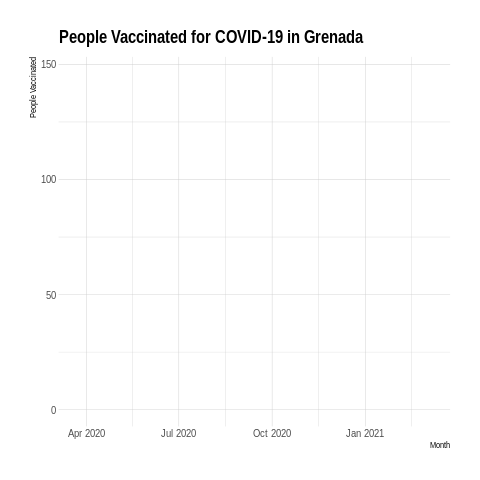 People Vaccinated for COVID-19 in Grenada
People Vaccinated
150
100
50
0
Apr 2020
Jul 2020
Oct 2020
Jan 2021
Month